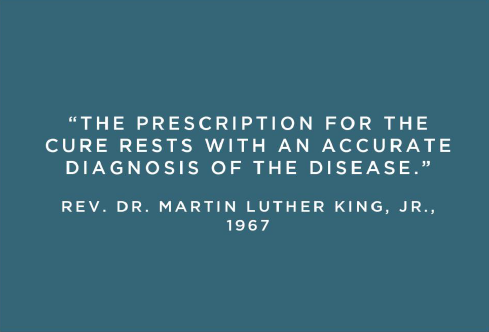 “THE PRESCRIPTION FOR THE
CURE RESTS WITH AN ACCURATE
DIAGNOSIS OF THE DISEASE.”
REV. DR. MARTIN LUTHER KING, JR.,
1967